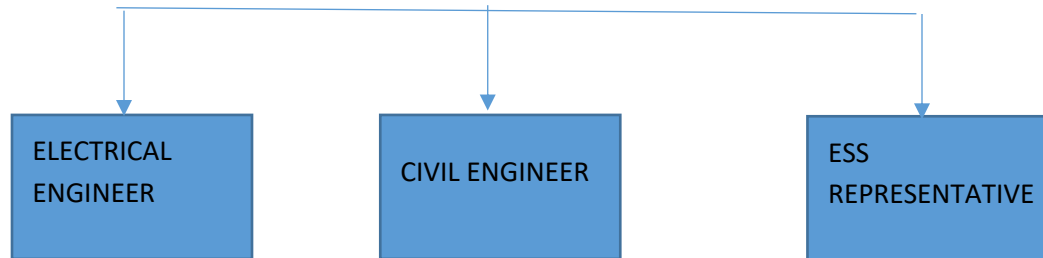 ELECTRICAL
ENGINEER
CIVIL ENGINEER
ESS
REPRESENTATIVE